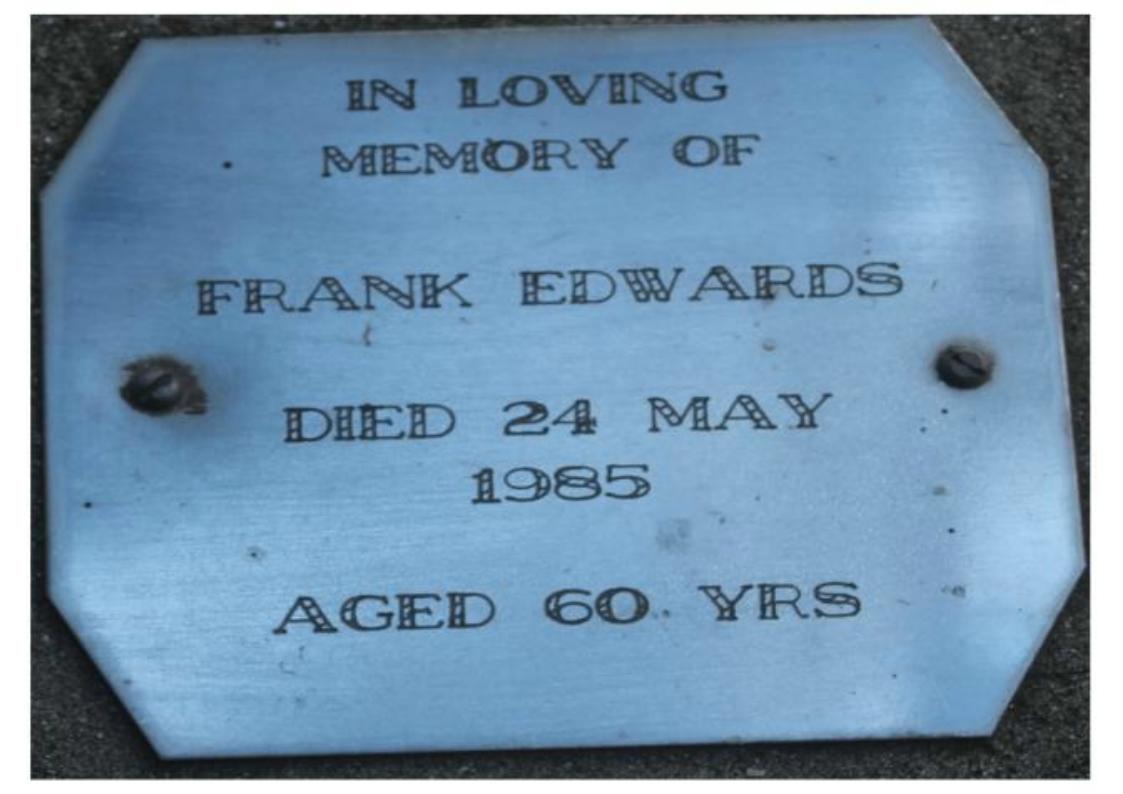 IN LOVING
MEMORY OF
FRANK EDWARDS
DIED 24 MAY
1985
AGED 60 YRS